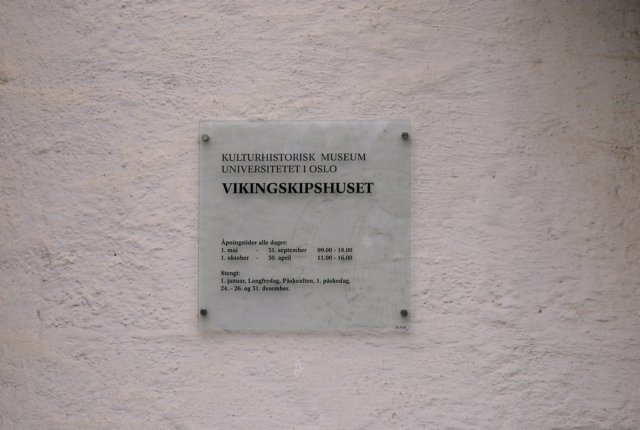 KULTURHISTORISK MUSEUM
UNIVERSITETET I OSLO
VIKINGSKIPSHUSET
Åpningstider alle dager:
1. mai - 31. september 09.00 - 18.00
1. oktober - 30. april 11.00 - 16.00
Stengt:
1. januar, Langfredag, Påskeaften, 1. påskedag,
24. - 26. og 31. desember.